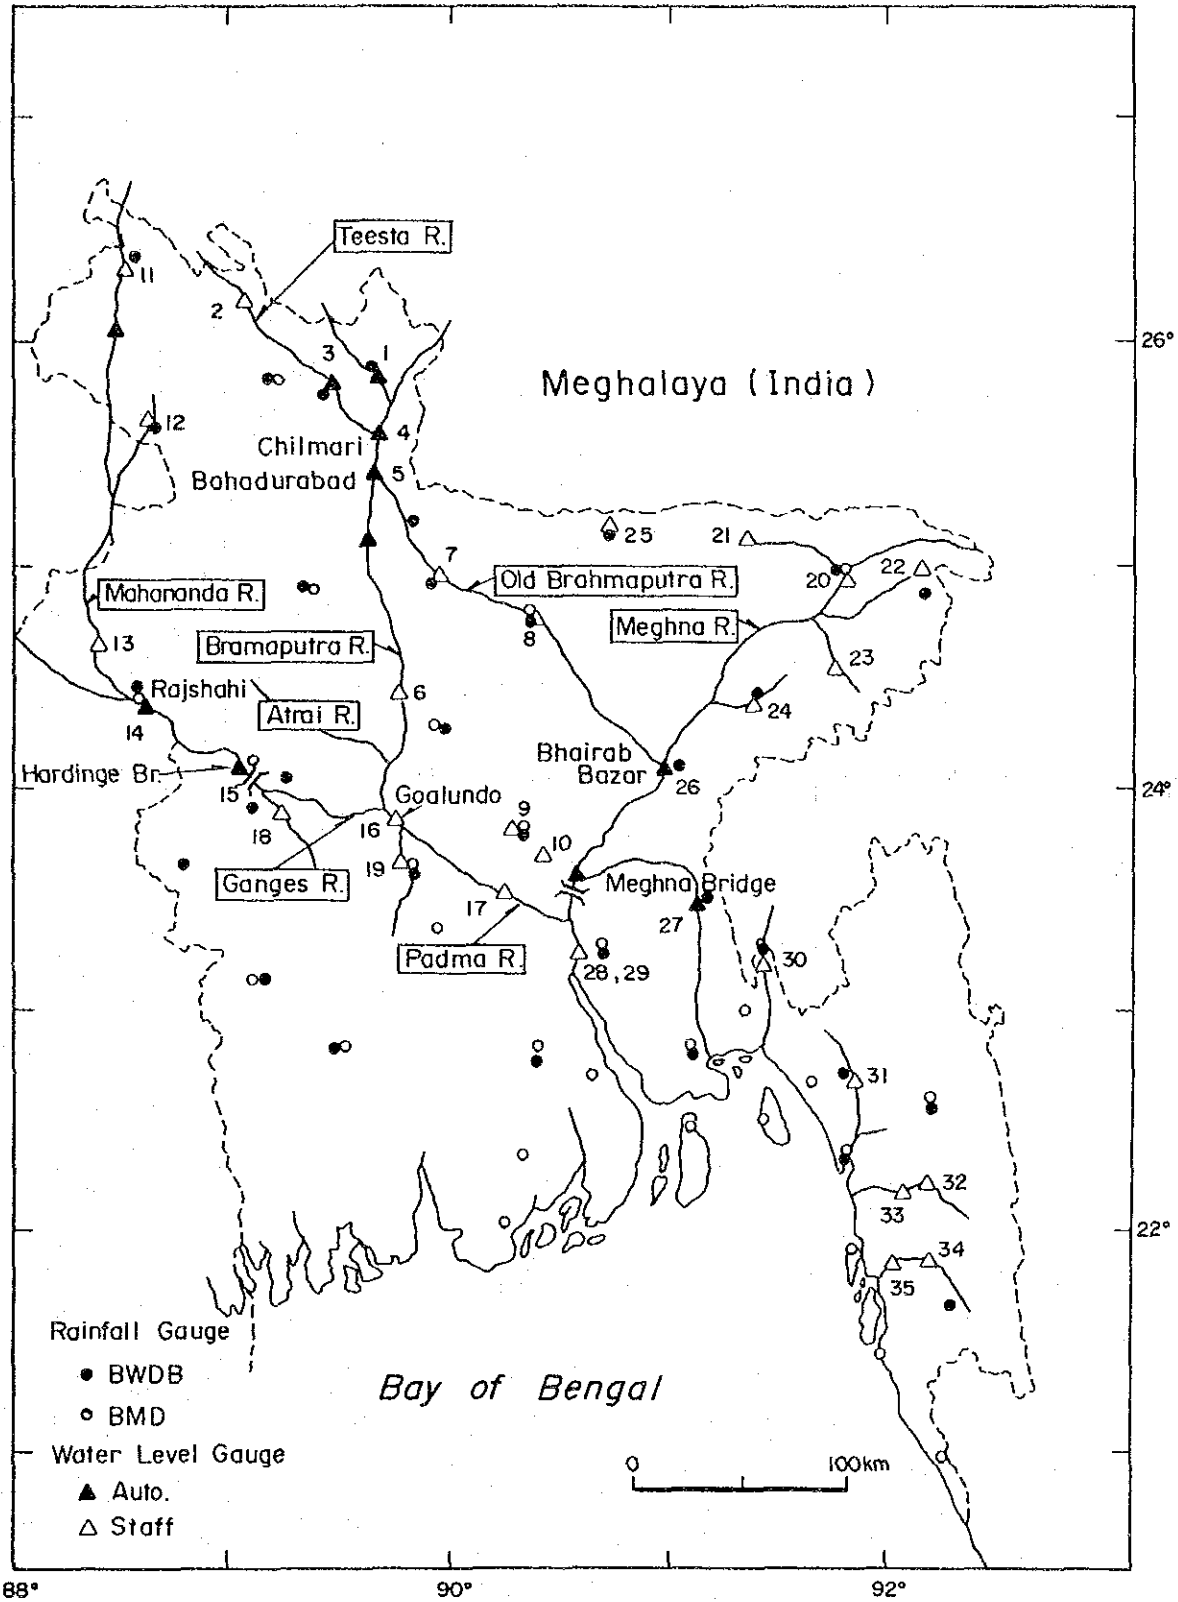 Teesta R.
11
2
3
1
26°
Meghalaya (India)
12
4
Chilmari
Bahadurabad
5
25
21
7
20
22
Old Brahmaputra R.
Mahananda R.
8
Meghna R.
13
Bramaputra R.
23
Rajshahi
6
14
Atrai R.
24
Bhairab
Bazar
Hardinge Br.
26
15
24°
Goalundo
9
18
16
10
19
Ganges R.
Meghna Bridge
17
27
Padma R.
28, 29
30
31
32
33
22°
34
35
Rainfall Gauge
BWDB
BMD
Water Level Gauge
Auto.
Staff
Bay of Bengal
0 100km
88° 90° 92°